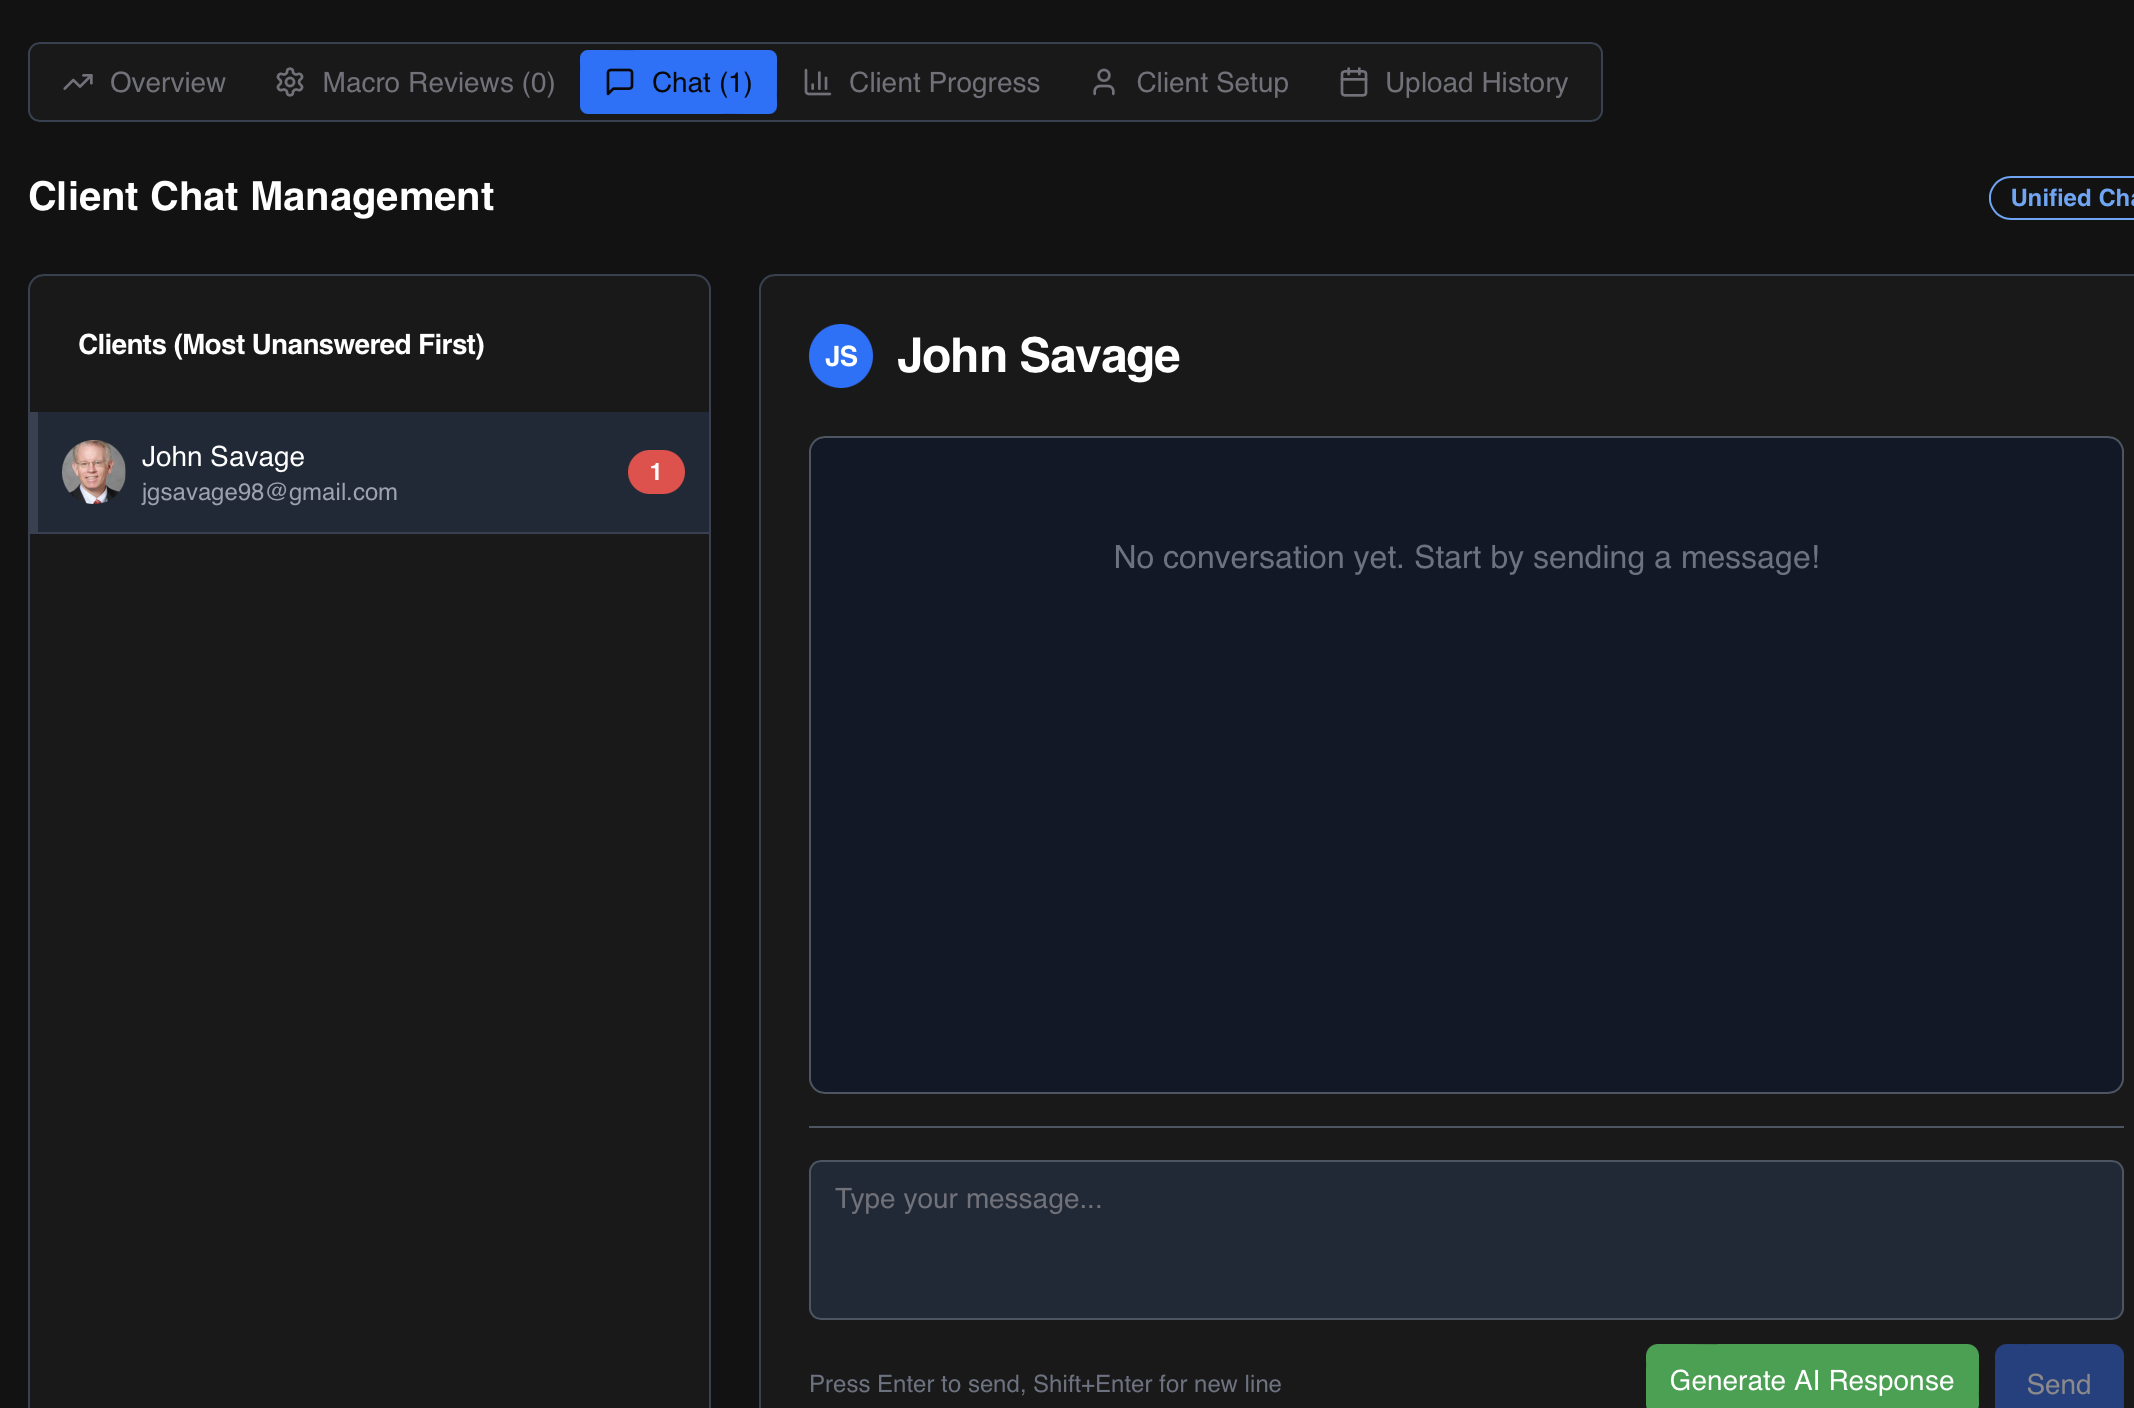 Overview Macro Reviews (0) Chat (1) Client Progress Client Setup Upload History
Client Chat Management
Unified Cha
Clients (Most Unanswered First)
John Savage
jgsavage98@gmail.com
1
JS John Savage
No conversation yet. Start by sending a message!
Type your message...
Press Enter to send, Shift+Enter for new line
Generate AI Response Send